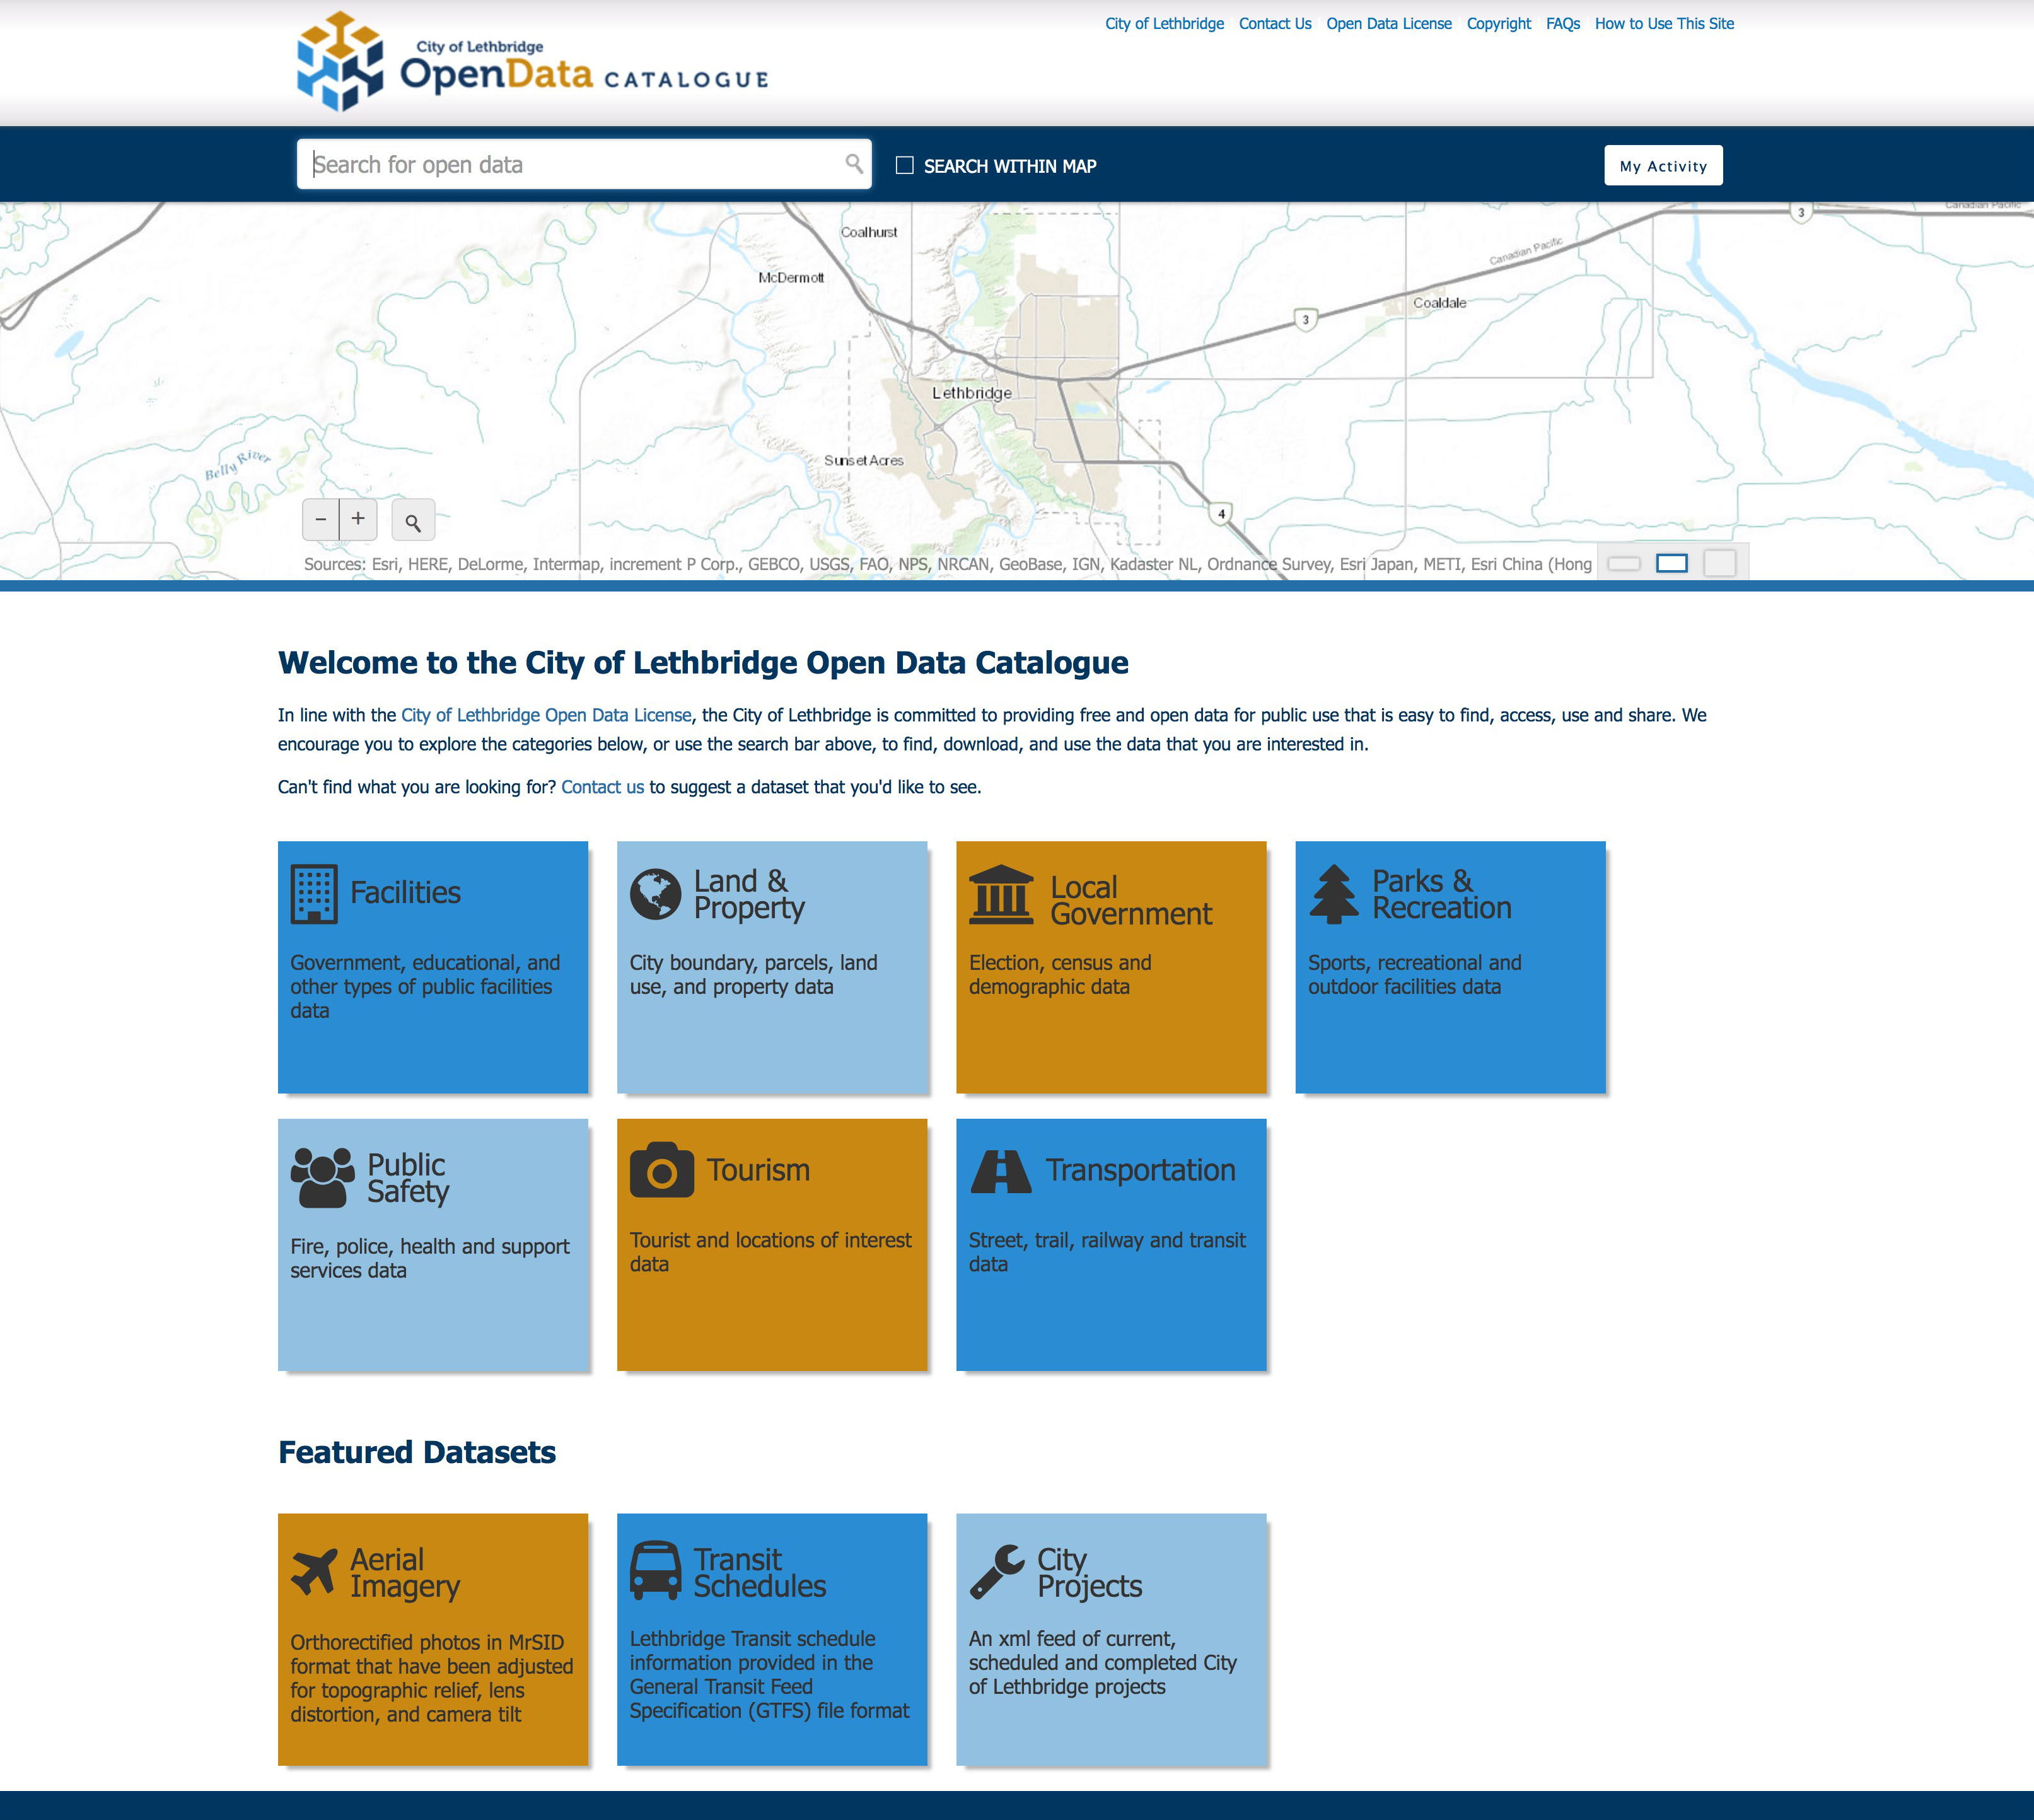 City of Lethbridge Contact Us Open Data License Copyright FAQs How to Use This Site
City of Lethbridge
OpenData CATALOGUE
Search for open data
SEARCH WITHIN MAP
My Activity
Canadian Pacific
3
Coalhurst
Canadian Pacific
McDermott
Coaldale
3
Lethbridge
Belly River
Sunset Acres
4
− +
Sources: Esri, HERE, DeLorme, Intermap, increment P Corp., GEBCO, USGS, FAO, NPS, NRCAN, GeoBase, IGN, Kadaster NL, Ordnance Survey, Esri Japan, METI, Esri China (Hong
Welcome to the City of Lethbridge Open Data Catalogue
In line with the City of Lethbridge Open Data License, the City of Lethbridge is committed to providing free and open data for public use that is easy to find, access, use and share. We
encourage you to explore the categories below, or use the search bar above, to find, download, and use the data that you are interested in.
Can't find what you are looking for? Contact us to suggest a dataset that you'd like to see.
Facilities
Government, educational, and
other types of public facilities
data
Land &
Property
City boundary, parcels, land
use, and property data
Local
Government
Election, census and
demographic data
Parks &
Recreation
Sports, recreational and
outdoor facilities data
Public
Safety
Fire, police, health and support
services data
Tourism
Tourist and locations of interest
data
Transportation
Street, trail, railway and transit
data
Featured Datasets
Aerial
Imagery
Orthorectified photos in MrSID
format that have been adjusted
for topographic relief, lens
distortion, and camera tilt
Transit
Schedules
Lethbridge Transit schedule
information provided in the
General Transit Feed
Specification (GTFS) file format
City
Projects
An xml feed of current,
scheduled and completed City
of Lethbridge projects